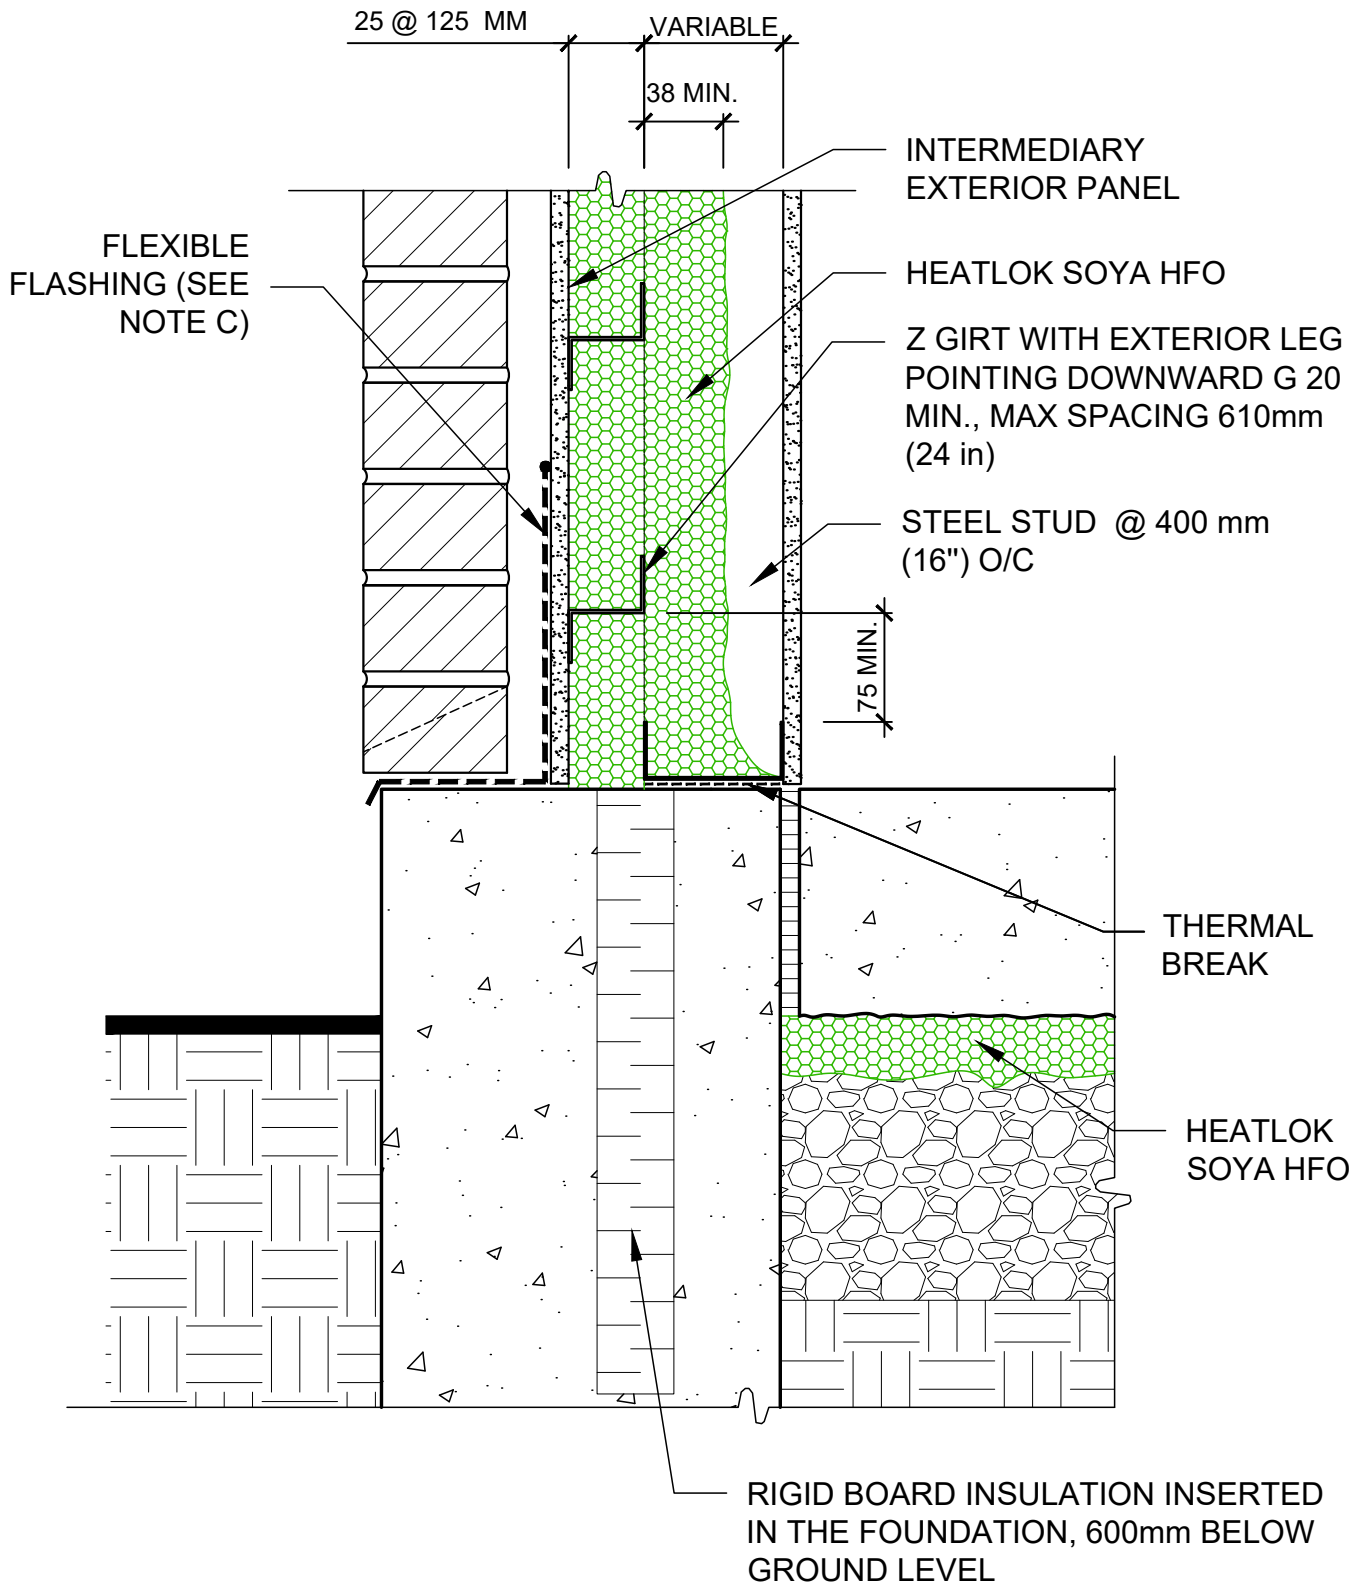 25 @ 125 MM
VARIABLE
38 MIN.
INTERMEDIARY
EXTERIOR PANEL
FLEXIBLE
FLASHING (SEE
NOTE C)
HEATLOK SOYA HFO
Z GIRT WITH EXTERIOR LEG
POINTING DOWNWARD G 20
MIN., MAX SPACING 610mm
(24 in)
STEEL STUD @ 400 mm
(16") O/C
75 MIN.
THERMAL
BREAK
HEATLOK
SOYA HFO
RIGID BOARD INSULATION INSERTED
IN THE FOUNDATION, 600mm BELOW
GROUND LEVEL